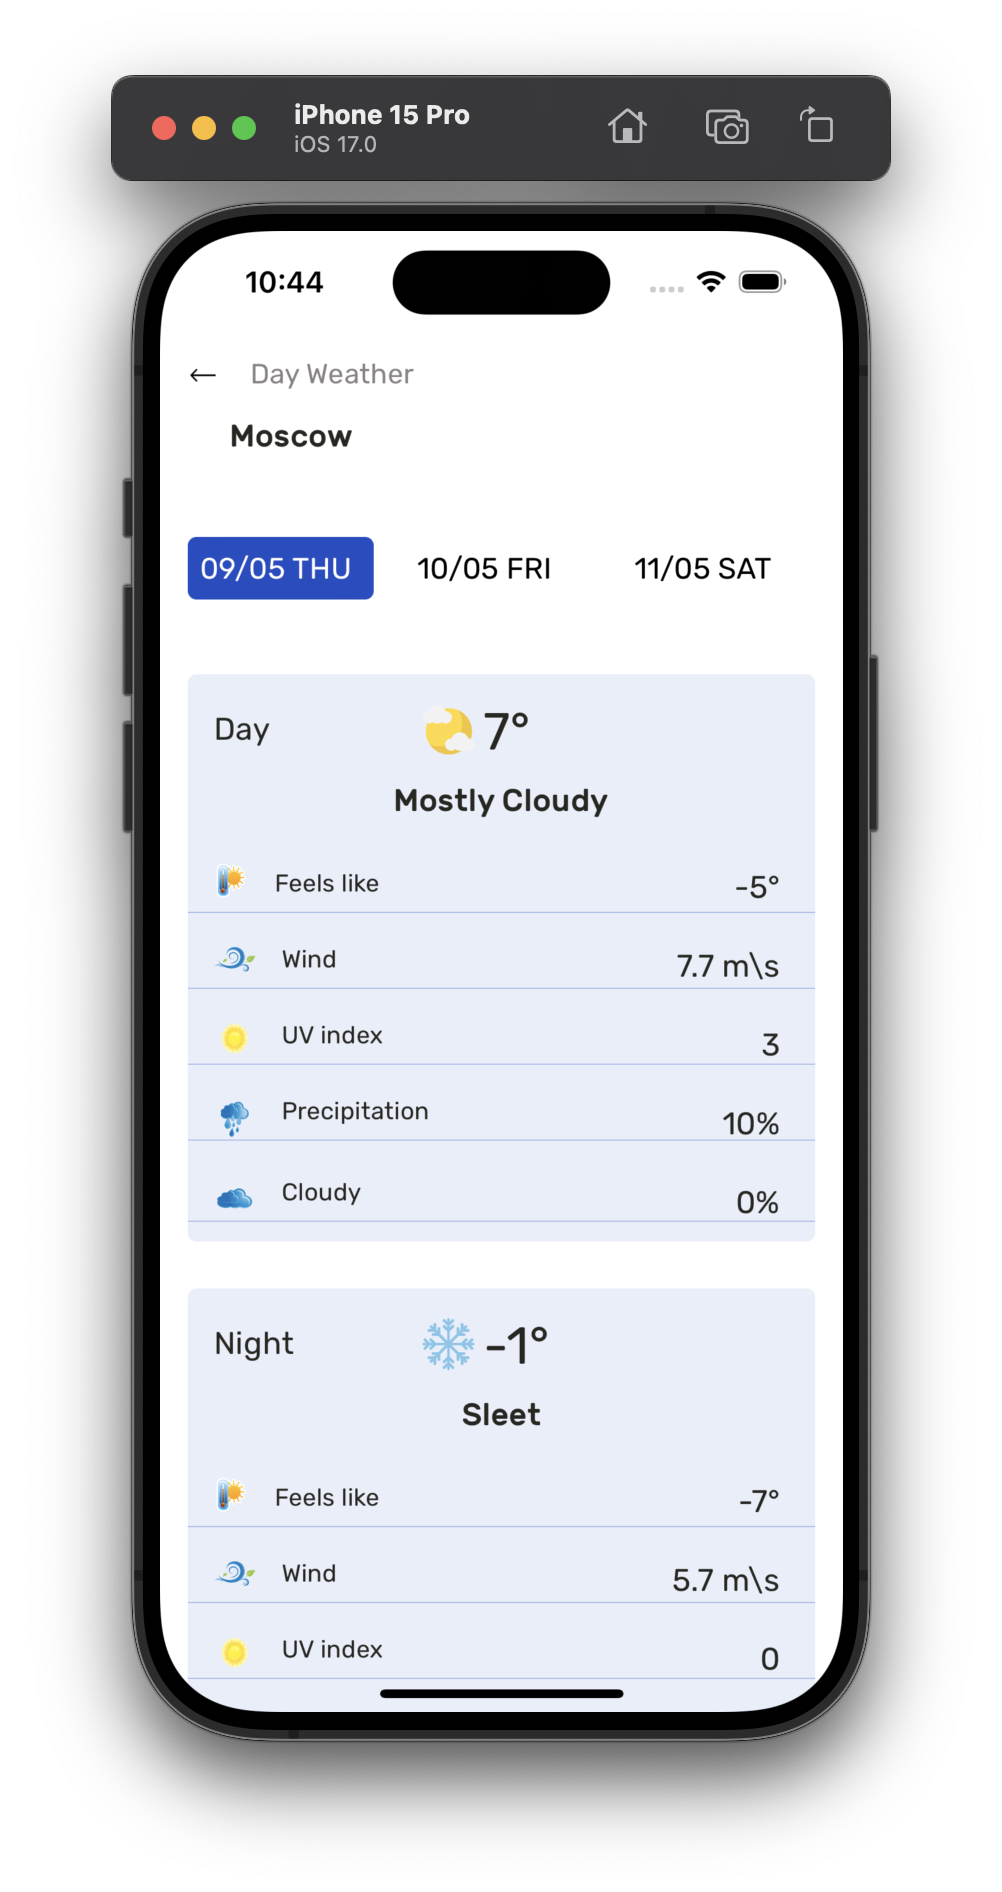 iPhone 15 Pro
iOS 17.0
10:44
← Day Weather
Moscow
09/05 THU 10/05 FRI 11/05 SAT
Day 7°
Mostly Cloudy
Feels like -5°
Wind 7.7 m\s
UV index 3
Precipitation 10%
Cloudy 0%
Night -1°
Sleet
Feels like -7°
Wind 5.7 m\s
UV index 0